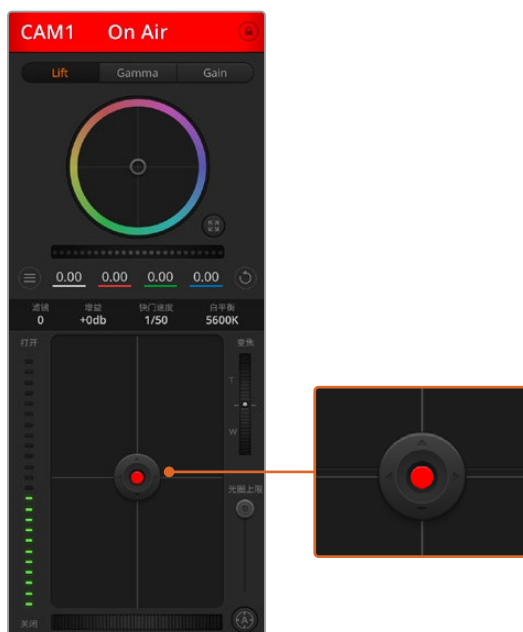 CAM1 On Air
Lift Gamma Gain
0.00 0.00 0.00 0.00
滤镜 增益 快门速度 白平衡
0 +0db 1/50 5600K
打开 变焦
T
W
光圈上限
关闭 A